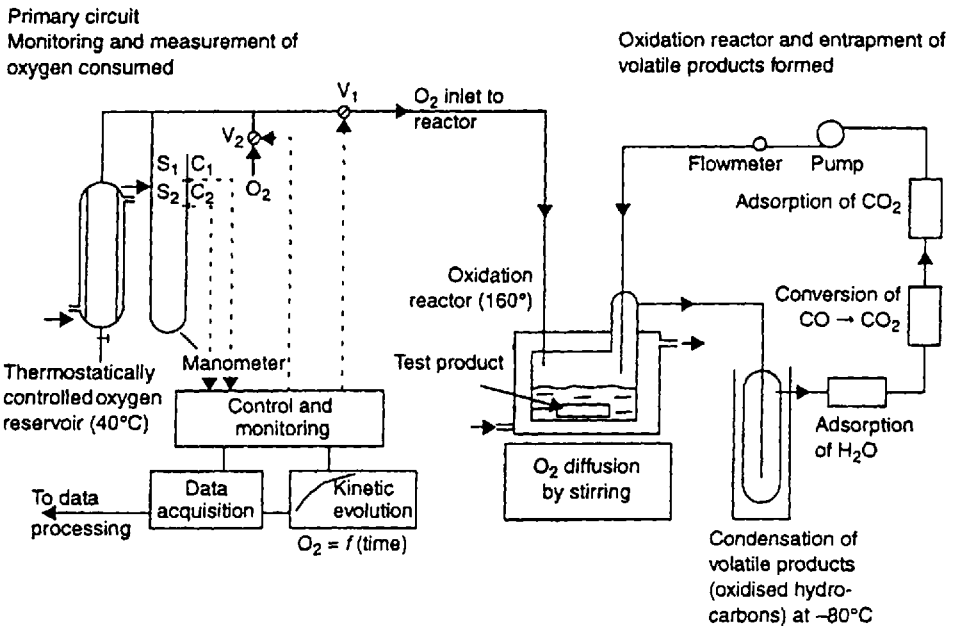 Primary circuit
Monitoring and measurement of
oxygen consumed
Oxidation reactor and entrapment of
volatile products formed
V₁
O₂ inlet to
reactor
V₂
S₁ C₁
S₂ C₂
O₂
Flowmeter
Pump
Adsorption of CO₂
Oxidation
reactor (160°)
Conversion of
CO → CO₂
Test product
Manometer
Thermostatically
controlled oxygen
reservoir (40°C)
Control and
monitoring
Adsorption
of H₂O
O₂ diffusion
by stirring
To data
processing
Data
acquisition
Kinetic
evolution
O₂ = f (time)
Condensation of
volatile products
(oxidised hydro-
carbons) at –80°C